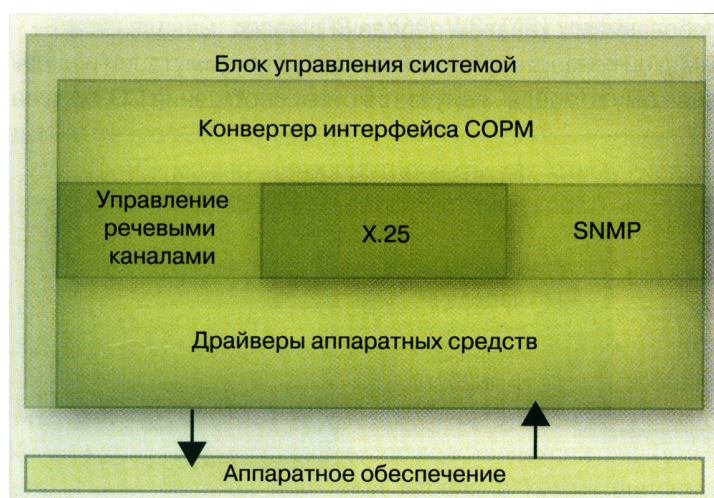 Блок управления системой
Конвертер интерфейса СОРМ
Управление
речевыми
каналами
X.25
SNMP
Драйверы аппаратных средств
Аппаратное обеспечение